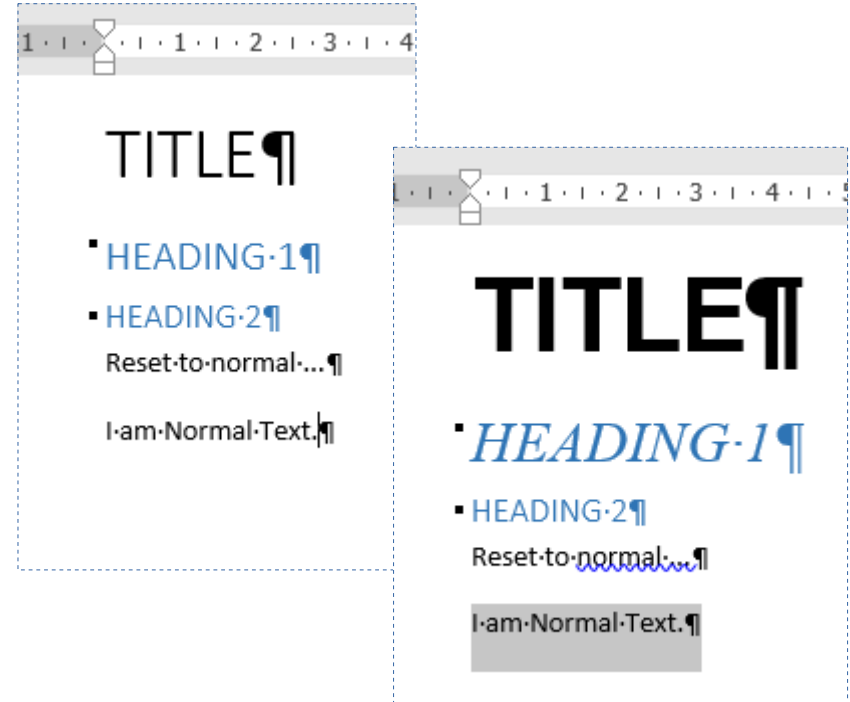 1 · ı · · ı · 1 · ı · 2 · ı · 3 · ı · 4
TITLE¶
HEADING·1¶
HEADING·2¶
Reset·to·normal·...¶
I·am·Normal·Text.¶
1 · ı · · ı · 1 · ı · 2 · ı · 3 · ı · 4 · ı · 5
TITLE¶
HEADING·1¶
HEADING·2¶
Reset·to·normal·...¶
I·am·Normal·Text.¶